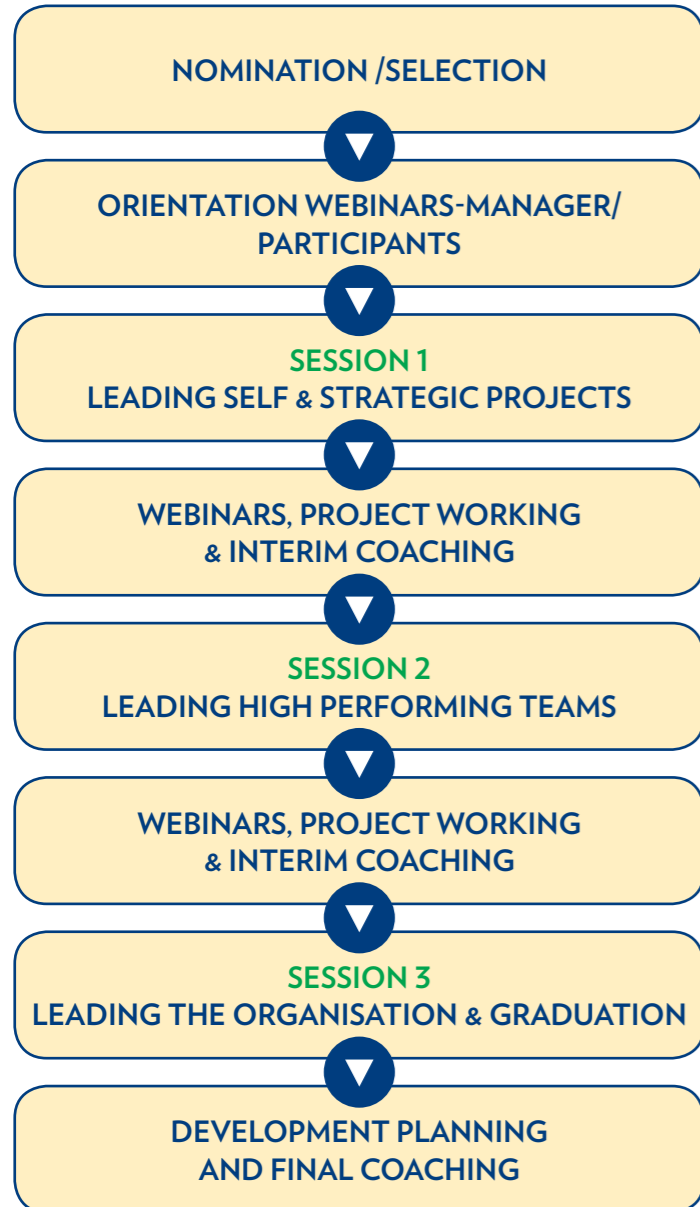 NOMINATION /SELECTION
ORIENTATION WEBINARS-MANAGER/
PARTICIPANTS
SESSION 1
LEADING SELF & STRATEGIC PROJECTS
WEBINARS, PROJECT WORKING
& INTERIM COACHING
SESSION 2
LEADING HIGH PERFORMING TEAMS
WEBINARS, PROJECT WORKING
& INTERIM COACHING
SESSION 3
LEADING THE ORGANISATION & GRADUATION
DEVELOPMENT PLANNING
AND FINAL COACHING